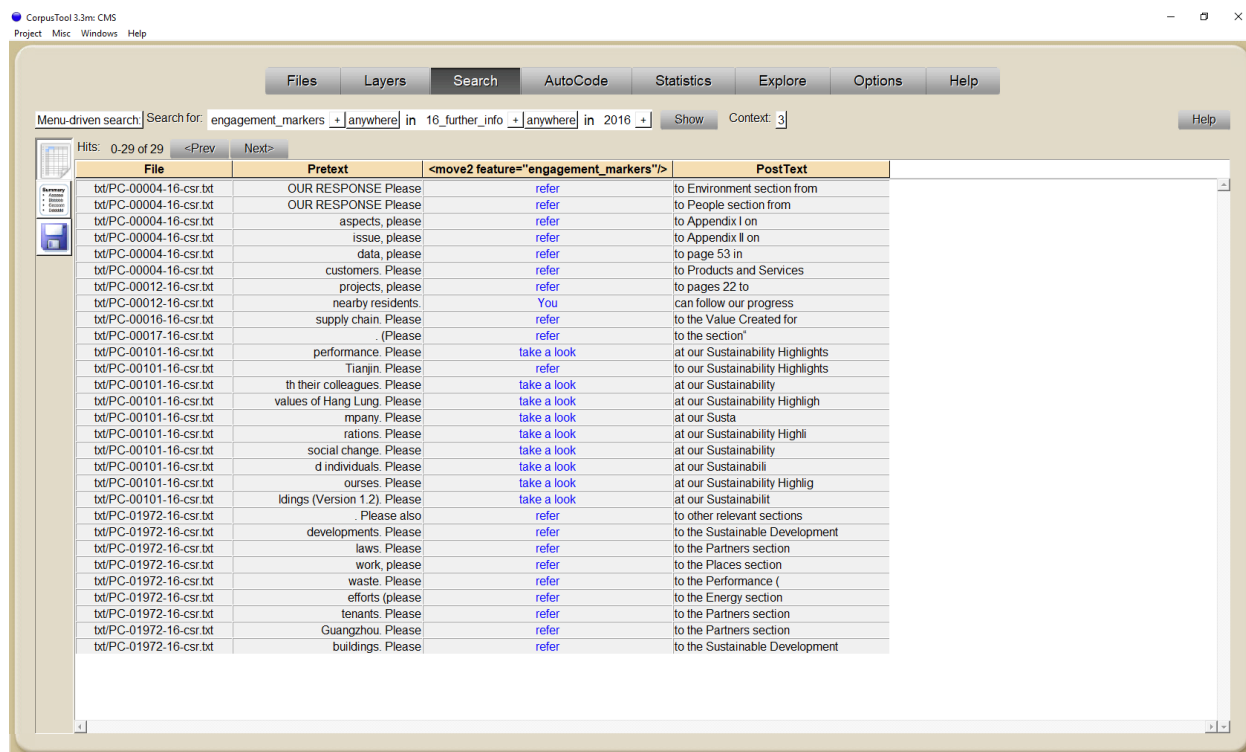 CorpusTool 3.3m: CMS
Project Misc Windows Help
Files Layers Search AutoCode Statistics Explore Options Help
Menu-driven search: Search for: engagement_markers + anywhere in 16_further_info + anywhere in 2016 + Show Context: 3 Help
Hits: 0-29 of 29 <Prev Next>
File Pretext <move2 feature="engagement_markers"/> PostText
txt/PC-00004-16-csr.txt OUR RESPONSE Please refer to Environment section from
txt/PC-00004-16-csr.txt OUR RESPONSE Please refer to People section from
txt/PC-00004-16-csr.txt aspects, please refer to Appendix I on
txt/PC-00004-16-csr.txt issue, please refer to Appendix II on
txt/PC-00004-16-csr.txt data, please refer to page 53 in
txt/PC-00004-16-csr.txt customers. Please refer to Products and Services
txt/PC-00012-16-csr.txt projects, please refer to pages 22 to
txt/PC-00012-16-csr.txt nearby residents. You can follow our progress
txt/PC-00016-16-csr.txt supply chain. Please refer to the Value Created for
txt/PC-00017-16-csr.txt . (Please refer to the section"
txt/PC-00101-16-csr.txt performance. Please take a look at our Sustainability Highlights
txt/PC-00101-16-csr.txt Tianjin. Please refer to our Sustainability Highlights
txt/PC-00101-16-csr.txt th their colleagues. Please take a look at our Sustainability
txt/PC-00101-16-csr.txt values of Hang Lung. Please take a look at our Sustainability Highligh
txt/PC-00101-16-csr.txt mpany. Please take a look at our Susta
txt/PC-00101-16-csr.txt rations. Please take a look at our Sustainability Highli
txt/PC-00101-16-csr.txt social change. Please take a look at our Sustainability
txt/PC-00101-16-csr.txt d individuals. Please take a look at our Sustainabili
txt/PC-00101-16-csr.txt ourses. Please take a look at our Sustainability Highlig
txt/PC-00101-16-csr.txt ldings (Version 1.2). Please take a look at our Sustainabilit
txt/PC-01972-16-csr.txt . Please also refer to other relevant sections
txt/PC-01972-16-csr.txt developments. Please refer to the Sustainable Development
txt/PC-01972-16-csr.txt laws. Please refer to the Partners section
txt/PC-01972-16-csr.txt work, please refer to the Places section
txt/PC-01972-16-csr.txt waste. Please refer to the Performance (
txt/PC-01972-16-csr.txt efforts (please refer to the Energy section
txt/PC-01972-16-csr.txt tenants. Please refer to the Partners section
txt/PC-01972-16-csr.txt Guangzhou. Please refer to the Partners section
txt/PC-01972-16-csr.txt buildings. Please refer to the Sustainable Development